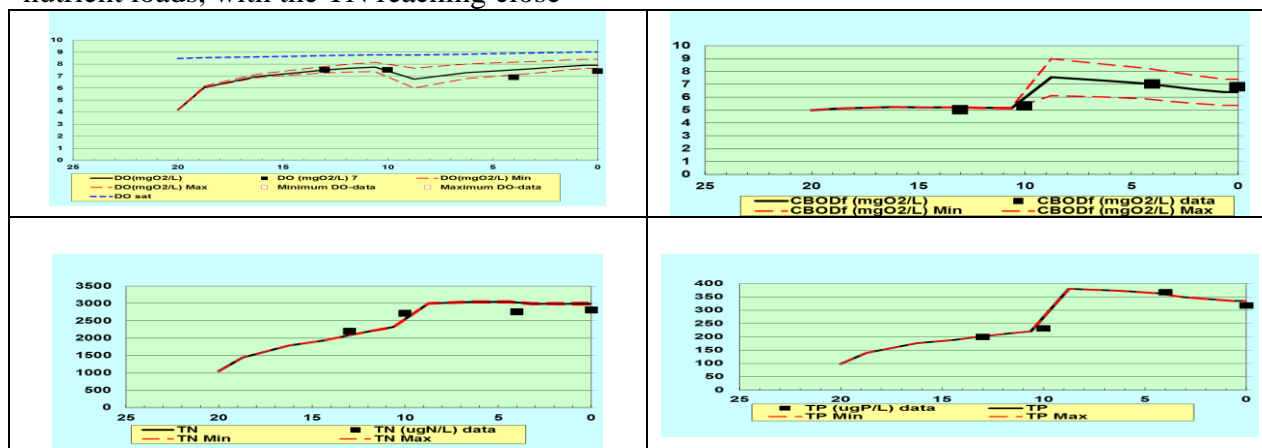 nutrient loads, with the TN reaching close
10
9
8
7
6
5
4
3
2
1
0
25 20 15 10 5 0
DO(mgO2/L) DO (mgO2/L) 7 DO(mgO2/L) Min
DO(mgO2/L) Max Minimum DO-data Maximum DO-data
DO sat
10
9
8
7
6
5
4
3
2
1
0
25 20 15 10 5 0
CBODf (mgO2/L) CBODf (mgO2/L) data
CBODf (mgO2/L) Min CBODf (mgO2/L) Max
3500
3000
2500
2000
1500
1000
500
0
25 20 15 10 5 0
TN TN (ugN/L) data
TN Min TN Max
400
350
300
250
200
150
100
50
0
25 20 15 10 5 0
TP (ugP/L) data TP
TP Min TP Max